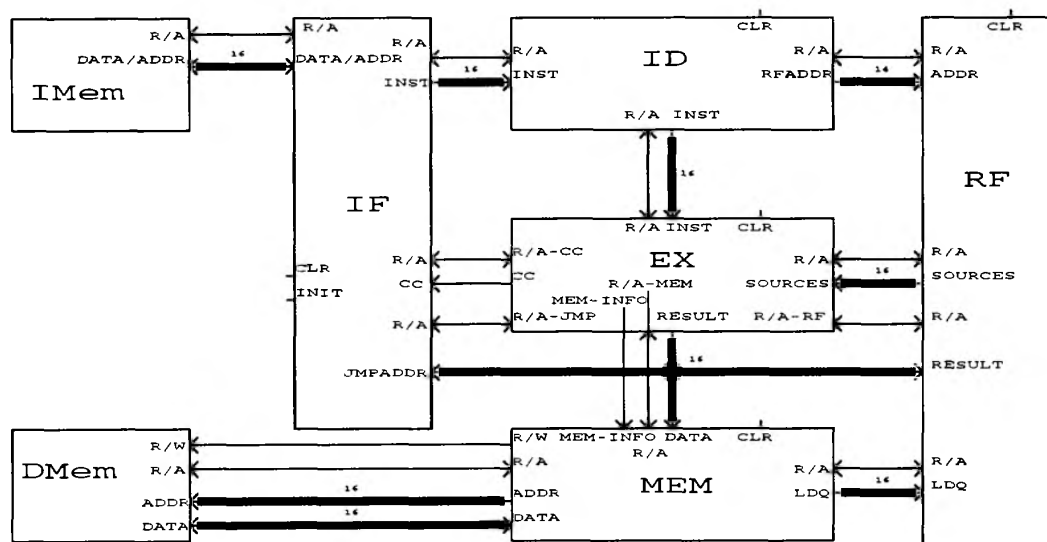 CLR CLR
R/A R/A R/A R/A R/A R/A
16
DATA/ADDR DATA/ADDR INST INST ID RFADDR ADDR
16 16
IMem
R/A INST
16
RF
IF
R/A INST CLR
R/A R/A-CC EX R/A R/A
CLR CC CC R/A-MEM SOURCES 16 SOURCES
INIT MEM-INFO
R/A R/A-JMP RESULT R/A-RF R/A
16
JMPADDR RESULT
R/W R/W MEM-INFO DATA CLR
R/A
DMem R/A R/A MEM R/A R/A
ADDR 16 ADDR LDQ 16 LDQ
DATA 16 DATA